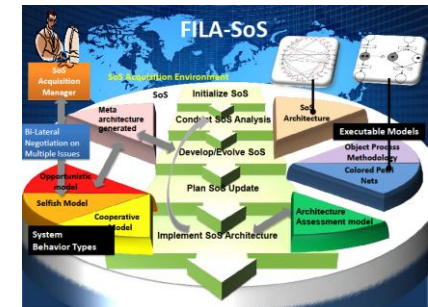 FILA-SoS
SoS
Acquisition
Manager
SoS Acquisition Environment
SoS
Initialize SoS
Meta
architecture
generated
Conduct SoS Analysis
SoS
Architecture
Executable Models
Bi-Lateral
Negotiation on
Multiple Issues
Develop/Evolve SoS
Object Process
Methodology
Colored Petri
Nets
Opportunistic
model
Plan SoS Update
Selfish Model
Cooperative
Model
Architecture
Assessment model
System
Behavior Types
Implement SoS Architecture